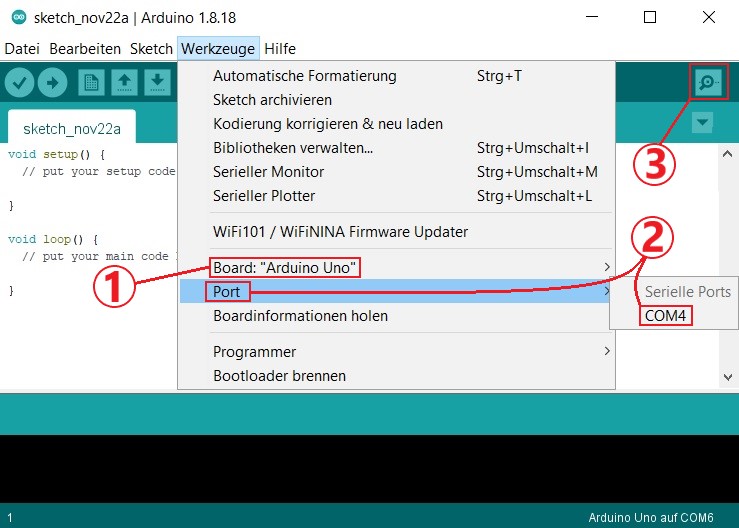 sketch_nov22a | Arduino 1.8.18
Datei Bearbeiten Sketch Werkzeuge Hilfe
sketch_nov22a
Automatische Formatierung Strg+T
Sketch archivieren
Kodierung korrigieren & neu laden
Bibliotheken verwalten... Strg+Umschalt+I
Serieller Monitor Strg+Umschalt+M
Serieller Plotter Strg+Umschalt+L
WiFi101 / WiFiNINA Firmware Updater
Board: "Arduino Uno"
Port
Boardinformationen holen
Programmer
Bootloader brennen
Serielle Ports
COM4
void setup() {
// put your setup code
}
void loop() {
// put your main code
}
1
2
3
1
Arduino Uno auf COM6